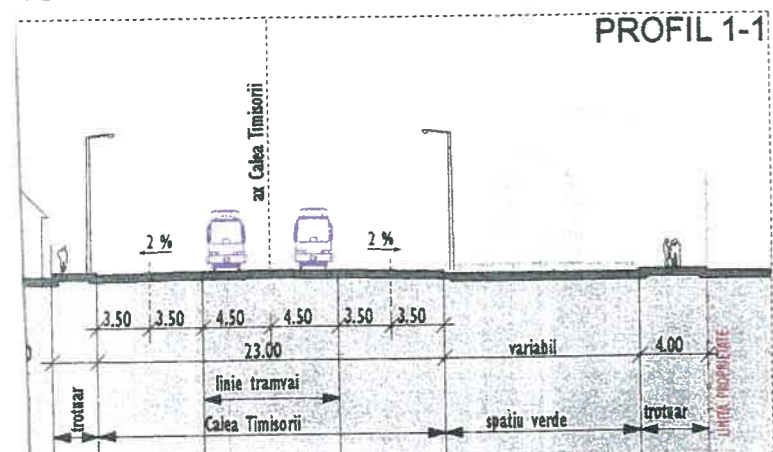 PROFIL 1-1
ax Calea Timisorii
2 %
2 %
3.50 3.50 4.50 4.50 3.50 3.50
23.00 variabil 4.00
linie tramvai
trotuar Calea Timisorii spatiu verde trotuar
LIMITA PROPRIETATE